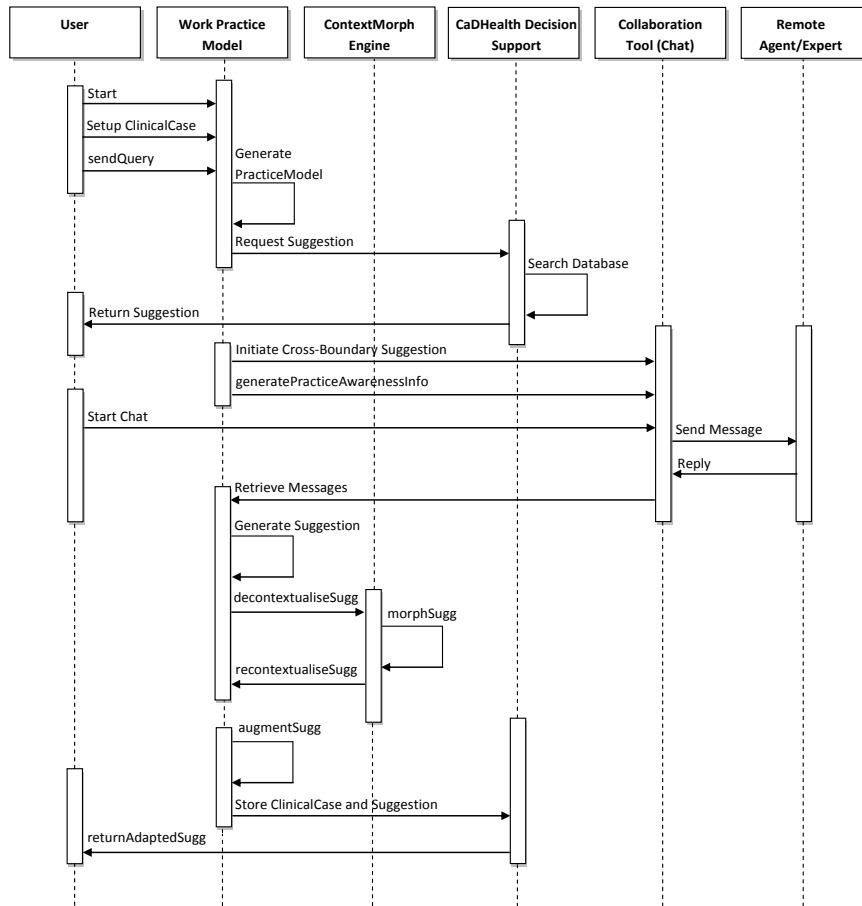 User
Work Practice
Model
ContextMorph
Engine
CaDHealth Decision
Support
Collaboration
Tool (Chat)
Remote
Agent/Expert
Start
Setup ClinicalCase
sendQuery
Generate
PracticeModel
Request Suggestion
Search Database
Return Suggestion
Initiate Cross-Boundary Suggestion
generatePracticeAwarenessInfo
Start Chat
Send Message
Reply
Retrieve Messages
Generate Suggestion
decontextualiseSugg
morphSugg
recontextualiseSugg
augmentSugg
Store ClinicalCase and Suggestion
returnAdaptedSugg